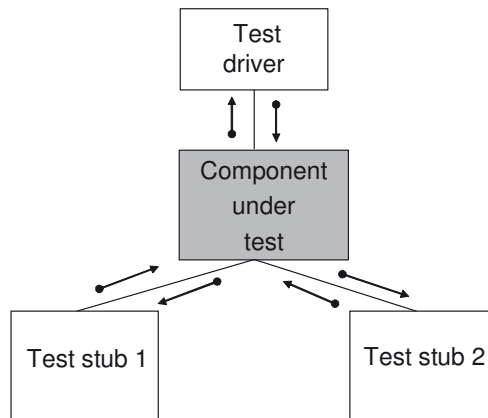 Test
driver
Component
under
test
Test stub 1
Test stub 2